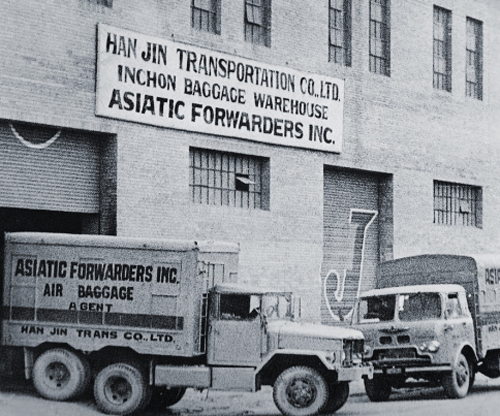 HAN JIN TRANSPORTATION CO., LTD.
INCHON BAGGAGE WAREHOUSE
ASIATIC FORWARDERS INC.
J
ASIATIC FORWARDERS INC.
AIR BAGGAGE
AGENT
HAN JIN TRANS CO., LTD.
ASI